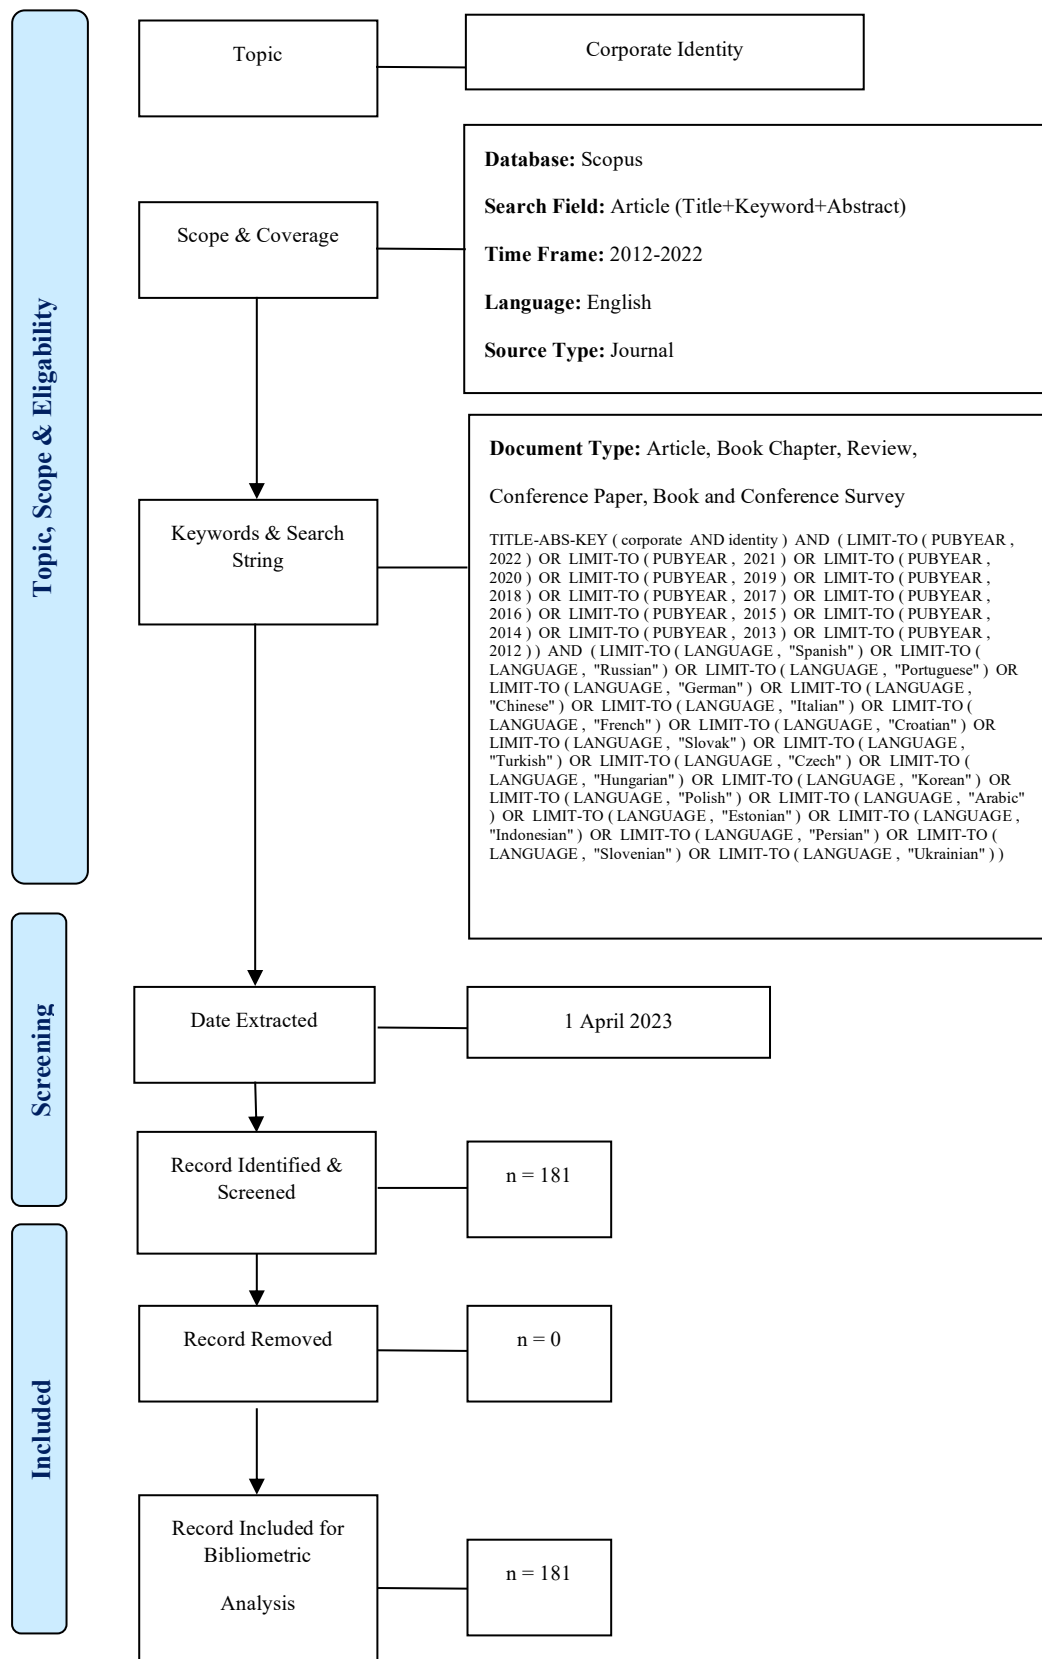 Topic, Scope & Eligability
Topic
Corporate Identity
Scope & Coverage
Database: Scopus
Search Field: Article (Title+Keyword+Abstract)
Time Frame: 2012-2022
Language: English
Source Type: Journal
Keywords & Search
String
Document Type: Article, Book Chapter, Review,
Conference Paper, Book and Conference Survey
TITLE-ABS-KEY ( corporate AND identity ) AND ( LIMIT-TO ( PUBYEAR ,
2022 ) OR LIMIT-TO ( PUBYEAR , 2021 ) OR LIMIT-TO ( PUBYEAR ,
2020 ) OR LIMIT-TO ( PUBYEAR , 2019 ) OR LIMIT-TO ( PUBYEAR ,
2018 ) OR LIMIT-TO ( PUBYEAR , 2017 ) OR LIMIT-TO ( PUBYEAR ,
2016 ) OR LIMIT-TO ( PUBYEAR , 2015 ) OR LIMIT-TO ( PUBYEAR ,
2014 ) OR LIMIT-TO ( PUBYEAR , 2013 ) OR LIMIT-TO ( PUBYEAR ,
2012 ) ) AND ( LIMIT-TO ( LANGUAGE , "Spanish" ) OR LIMIT-TO (
LANGUAGE , "Russian" ) OR LIMIT-TO ( LANGUAGE , "Portuguese" ) OR
LIMIT-TO ( LANGUAGE , "German" ) OR LIMIT-TO ( LANGUAGE ,
"Chinese" ) OR LIMIT-TO ( LANGUAGE , "Italian" ) OR LIMIT-TO (
LANGUAGE , "French" ) OR LIMIT-TO ( LANGUAGE , "Croatian" ) OR
LIMIT-TO ( LANGUAGE , "Slovak" ) OR LIMIT-TO ( LANGUAGE ,
"Turkish" ) OR LIMIT-TO ( LANGUAGE , "Czech" ) OR LIMIT-TO (
LANGUAGE , "Hungarian" ) OR LIMIT-TO ( LANGUAGE , "Korean" ) OR
LIMIT-TO ( LANGUAGE , "Polish" ) OR LIMIT-TO ( LANGUAGE , "Arabic"
) OR LIMIT-TO ( LANGUAGE , "Estonian" ) OR LIMIT-TO ( LANGUAGE ,
"Indonesian" ) OR LIMIT-TO ( LANGUAGE , "Persian" ) OR LIMIT-TO (
LANGUAGE , "Slovenian" ) OR LIMIT-TO ( LANGUAGE , "Ukrainian" ) )
Screening
Date Extracted
1 April 2023
Record Identified &
Screened
n = 181
Included
Record Removed
n = 0
Record Included for
Bibliometric
Analysis
n = 181